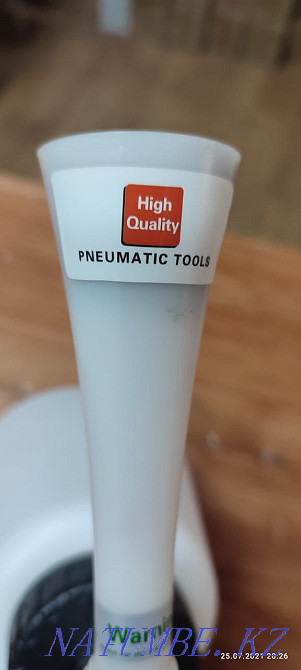 High
Quality
PNEUMATIC TOOLS
25.07.2021 20:26
NATUMBE.KZ